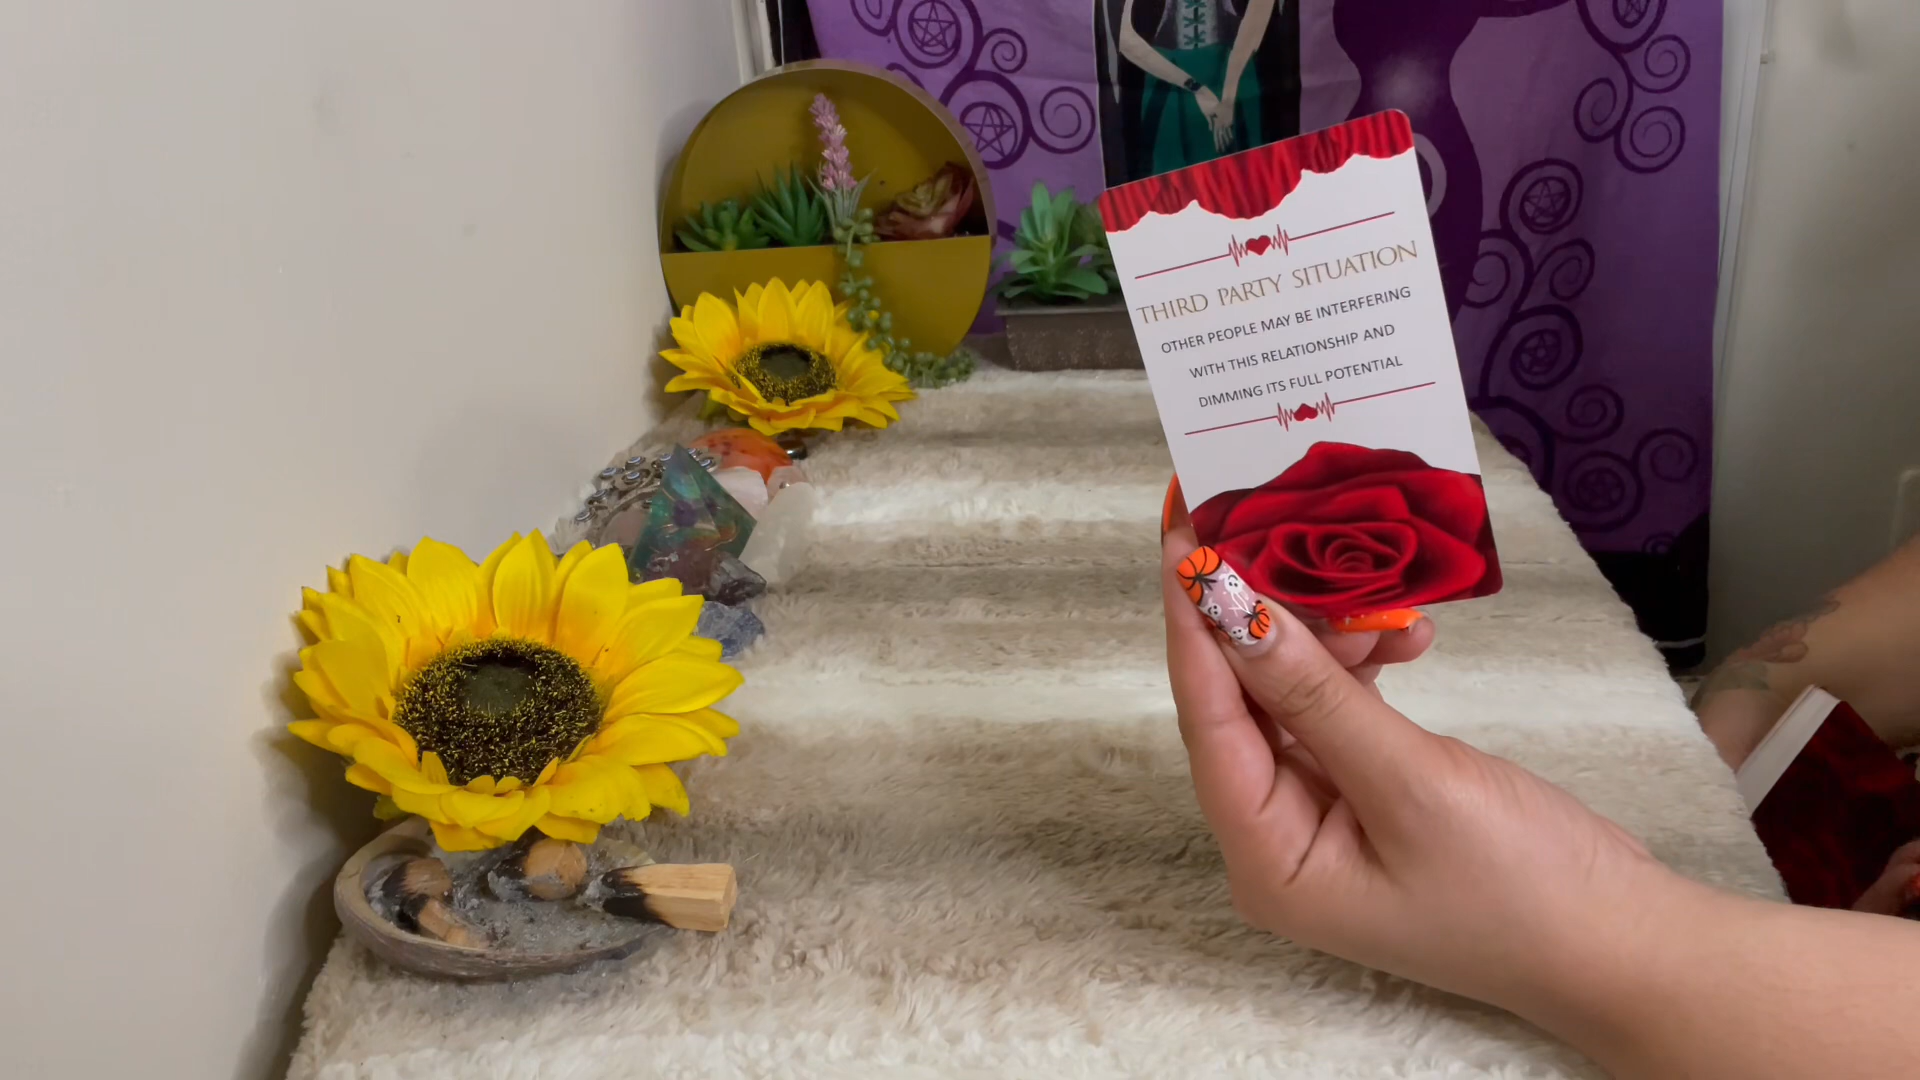 THIRD PARTY SITUATION
OTHER PEOPLE MAY BE INTERFERING
WITH THIS RELATIONSHIP AND
DIMMING ITS FULL POTENTIAL